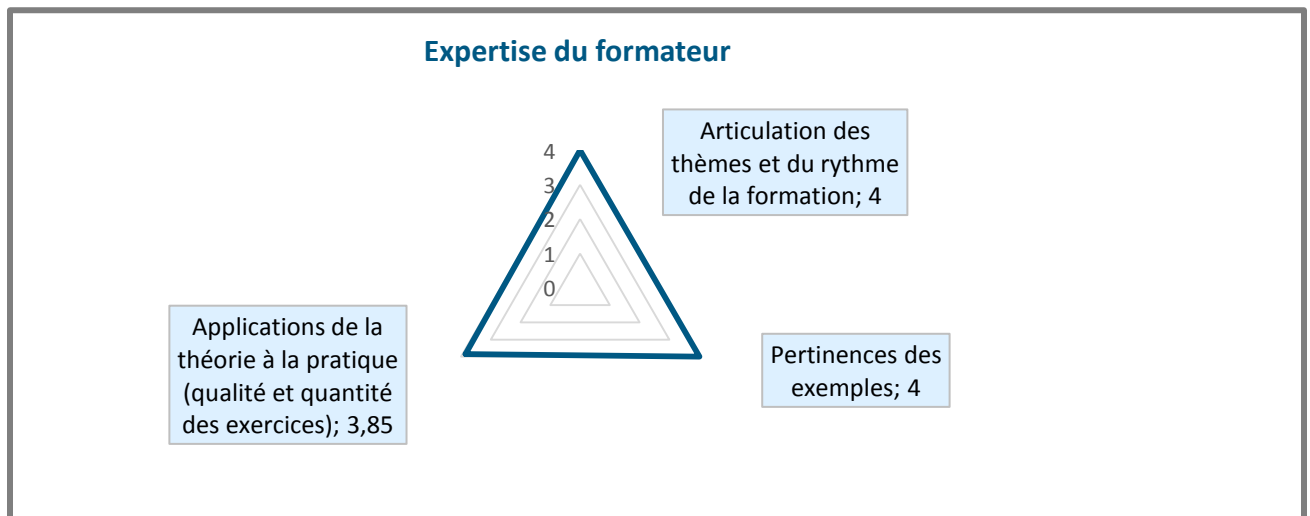 Expertise du formateur
Articulation des
thèmes et du rythme
de la formation; 4
4
3
2
1
0
Applications de la
théorie à la pratique
(qualité et quantité
des exercices); 3,85
Pertinences des
exemples; 4